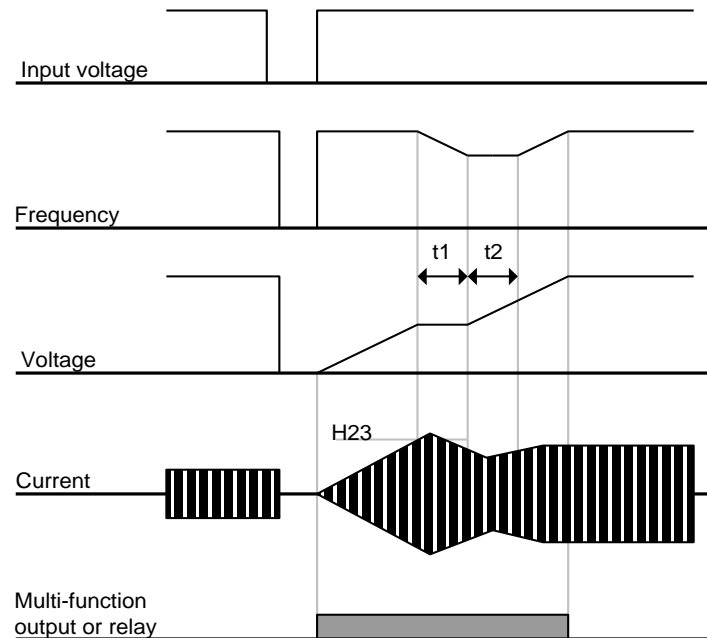 Input voltage
Frequency
t1 t2
Voltage
H23
Current
Multi-function
output or relay